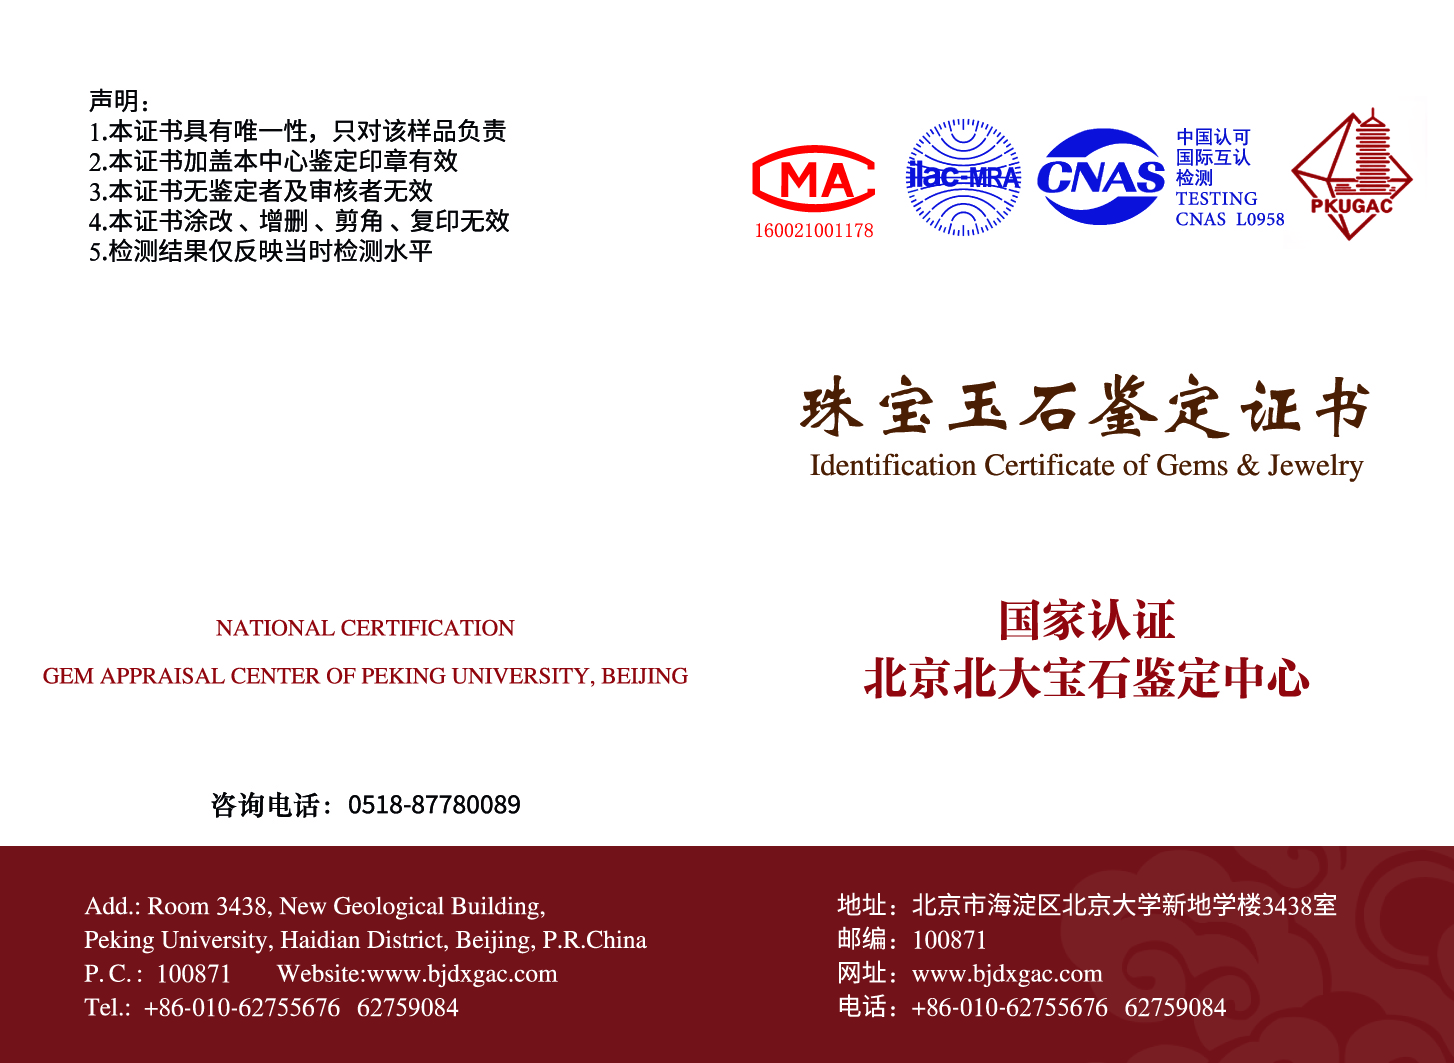 声明：
1.本证书具有唯一性，只对该样品负责
2.本证书加盖本中心鉴定印章有效
3.本证书无鉴定者及审核者无效
4.本证书涂改、增删、剪角、复印无效
5.检测结果仅反映当时检测水平
NATIONAL CERTIFICATION
GEM APPRAISAL CENTER OF PEKING UNIVERSITY, BEIJING
咨询电话：0518-87780089
Add.: Room 3438, New Geological Building,
Peking University, Haidian District, Beijing, P.R.China
P. C. : 100871 Website:www.bjdxgac.com
Tel.: +86-010-62755676 62759084
MA
160021001178
ilac-MRA
CNAS
中国认可
国际互认
检测
TESTING
CNAS L0958
PKUGAC
珠宝玉石鉴定证书
Identification Certificate of Gems & Jewelry
国家认证
北京北大宝石鉴定中心
地址：北京市海淀区北京大学新地学楼3438室
邮编：100871
网址：www.bjdxgac.com
电话：+86-010-62755676 62759084